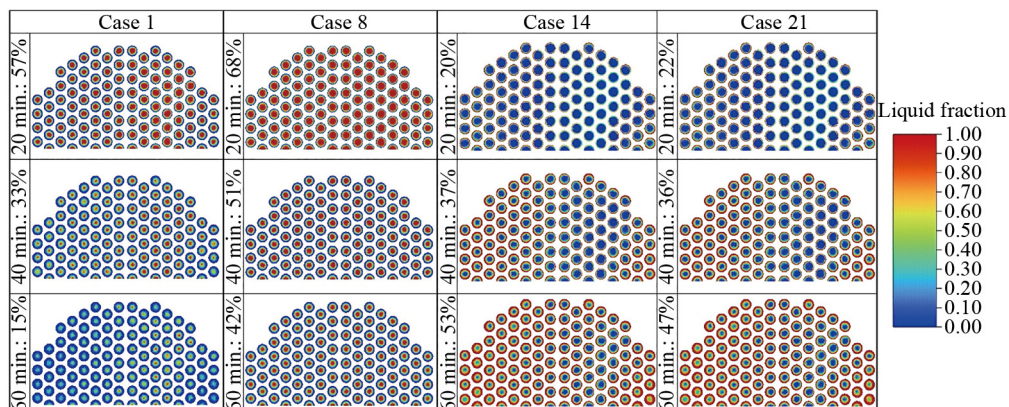 Case 1
Case 8
Case 14
Case 21
20 min.: 57%
20 min.: 68%
20 min.: 20%
20 min.: 22%
40 min.: 33%
40 min.: 51%
40 min.: 37%
40 min.: 36%
min.: 15%
min.: 42%
min.: 53%
min.: 47%
Liquid fraction
1.00
0.90
0.80
0.70
0.60
0.50
0.40
0.30
0.20
0.10
0.00